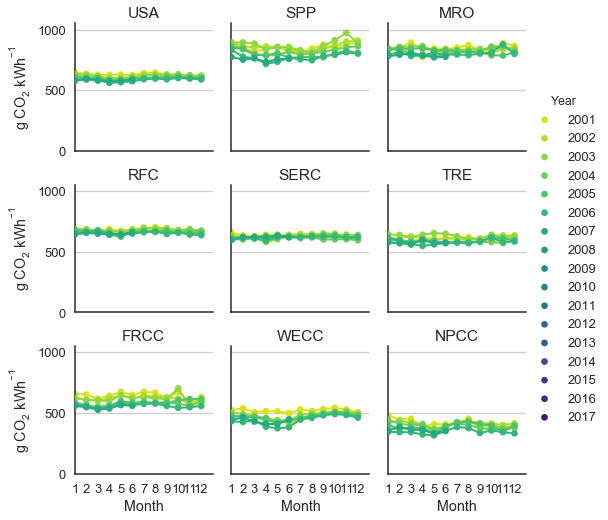 USA SPP MRO
1000
500
0
g CO₂ kWh⁻¹
RFC SERC TRE
1000
500
0
g CO₂ kWh⁻¹
FRCC WECC NPCC
1000
500
0
g CO₂ kWh⁻¹
1 2 3 4 5 6 7 8 9 10 11 12 1 2 3 4 5 6 7 8 9 10 11 12 1 2 3 4 5 6 7 8 9 10 11 12
Month Month Month
Year
2001
2002
2003
2004
2005
2006
2007
2008
2009
2010
2011
2012
2013
2014
2015
2016
2017